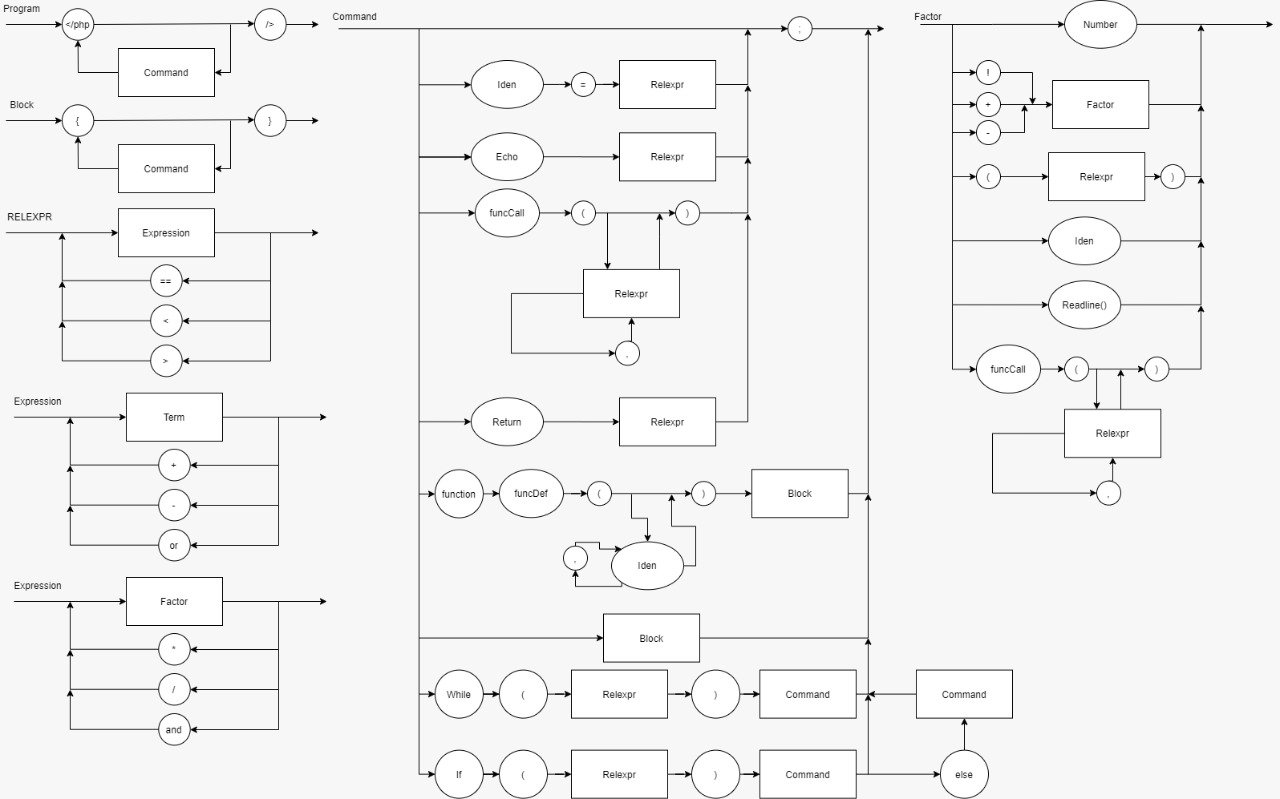 Program
</php
/>
Command
Block
{
}
Command
RELEXPR
Expression
==
<
>
Expression
Term
+
-
or
Expression
Factor
*
/
and
Command
;
Iden
=
Relexpr
Echo
Relexpr
funcCall
(
)
Relexpr
,
Return
Relexpr
function
funcDef
(
)
Block
,
Iden
Block
While
(
Relexpr
)
Command
Command
If
(
Relexpr
)
Command
else
Factor
Number
!
+
Factor
-
(
Relexpr
)
Iden
Readline()
funcCall
(
)
Relexpr
,